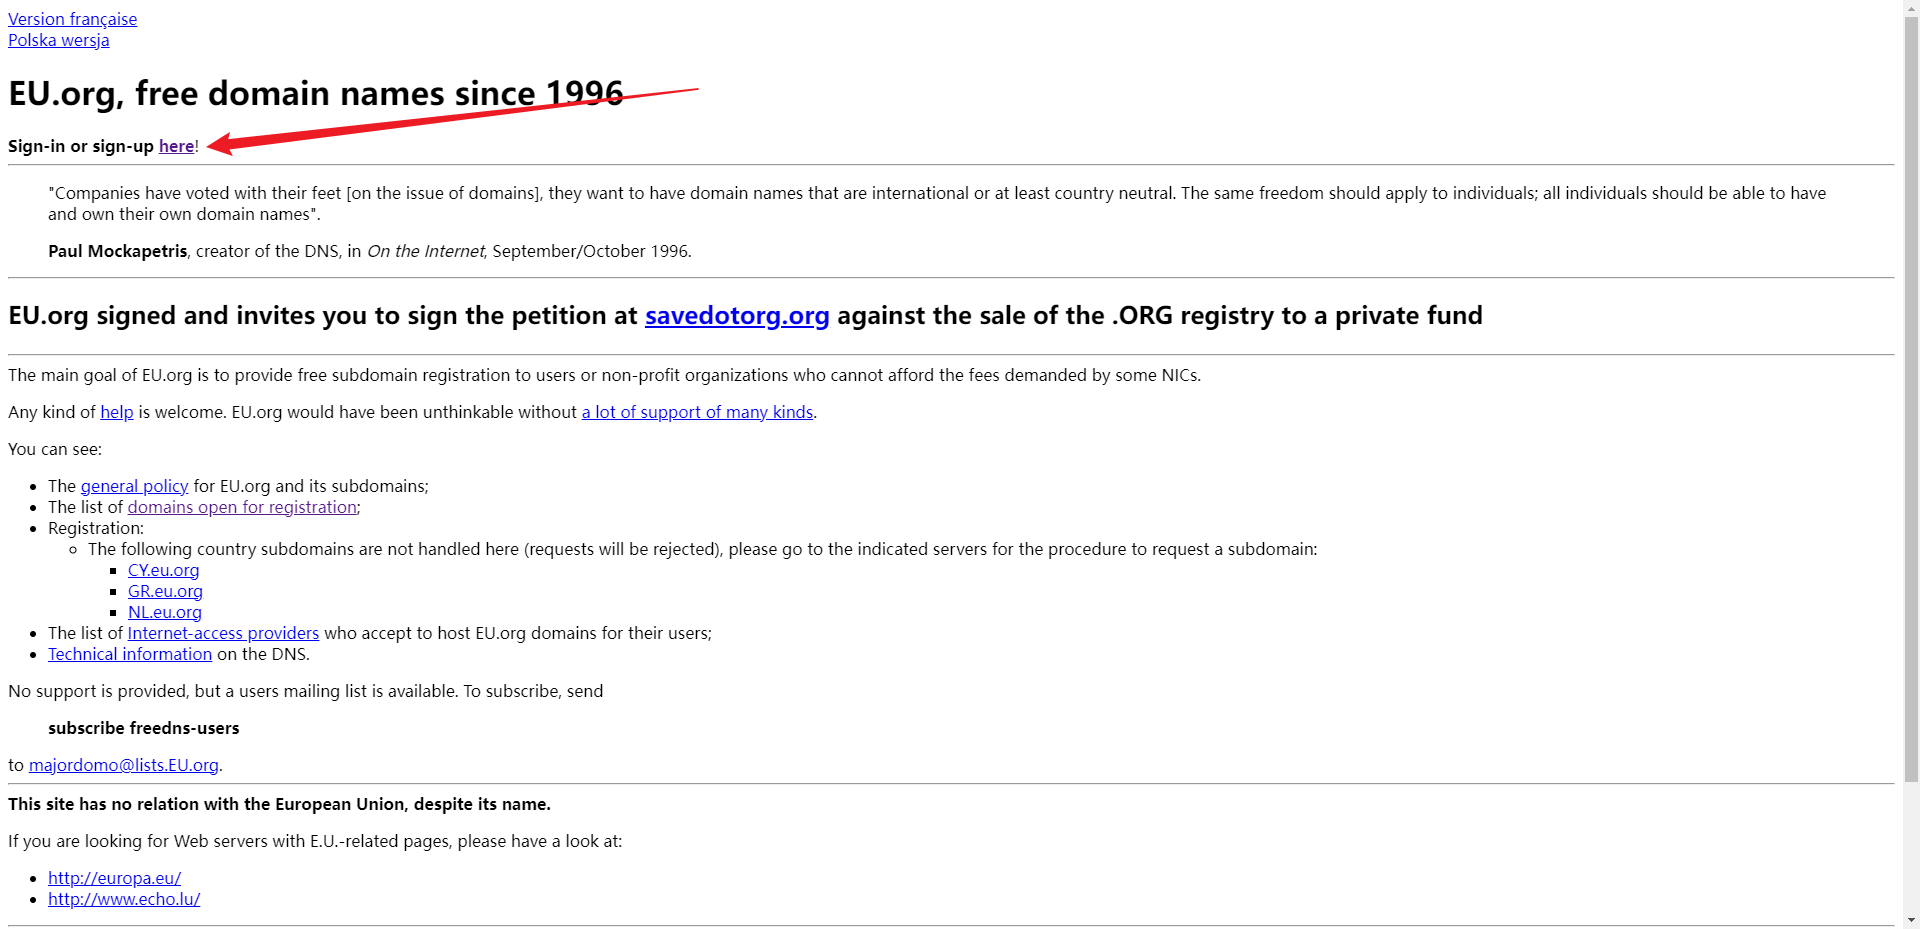 Version française
Polska wersja
EU.org, free domain names since 1996
Sign-in or sign-up here!
"Companies have voted with their feet [on the issue of domains], they want to have domain names that are international or at least country neutral. The same freedom should apply to individuals; all individuals should be able to have
and own their own domain names".
Paul Mockapetris, creator of the DNS, in On the Internet, September/October 1996.
EU.org signed and invites you to sign the petition at savedotorg.org against the sale of the .ORG registry to a private fund
The main goal of EU.org is to provide free subdomain registration to users or non-profit organizations who cannot afford the fees demanded by some NICs.
Any kind of help is welcome. EU.org would have been unthinkable without a lot of support of many kinds.
You can see:
The general policy for EU.org and its subdomains;
The list of domains open for registration;
Registration:
The following country subdomains are not handled here (requests will be rejected), please go to the indicated servers for the procedure to request a subdomain:
CY.eu.org
GR.eu.org
NL.eu.org
The list of Internet-access providers who accept to host EU.org domains for their users;
Technical information on the DNS.
No support is provided, but a users mailing list is available. To subscribe, send
subscribe freedns-users
to majordomo@lists.EU.org.
This site has no relation with the European Union, despite its name.
If you are looking for Web servers with E.U.-related pages, please have a look at:
http://europa.eu/
http://www.echo.lu/